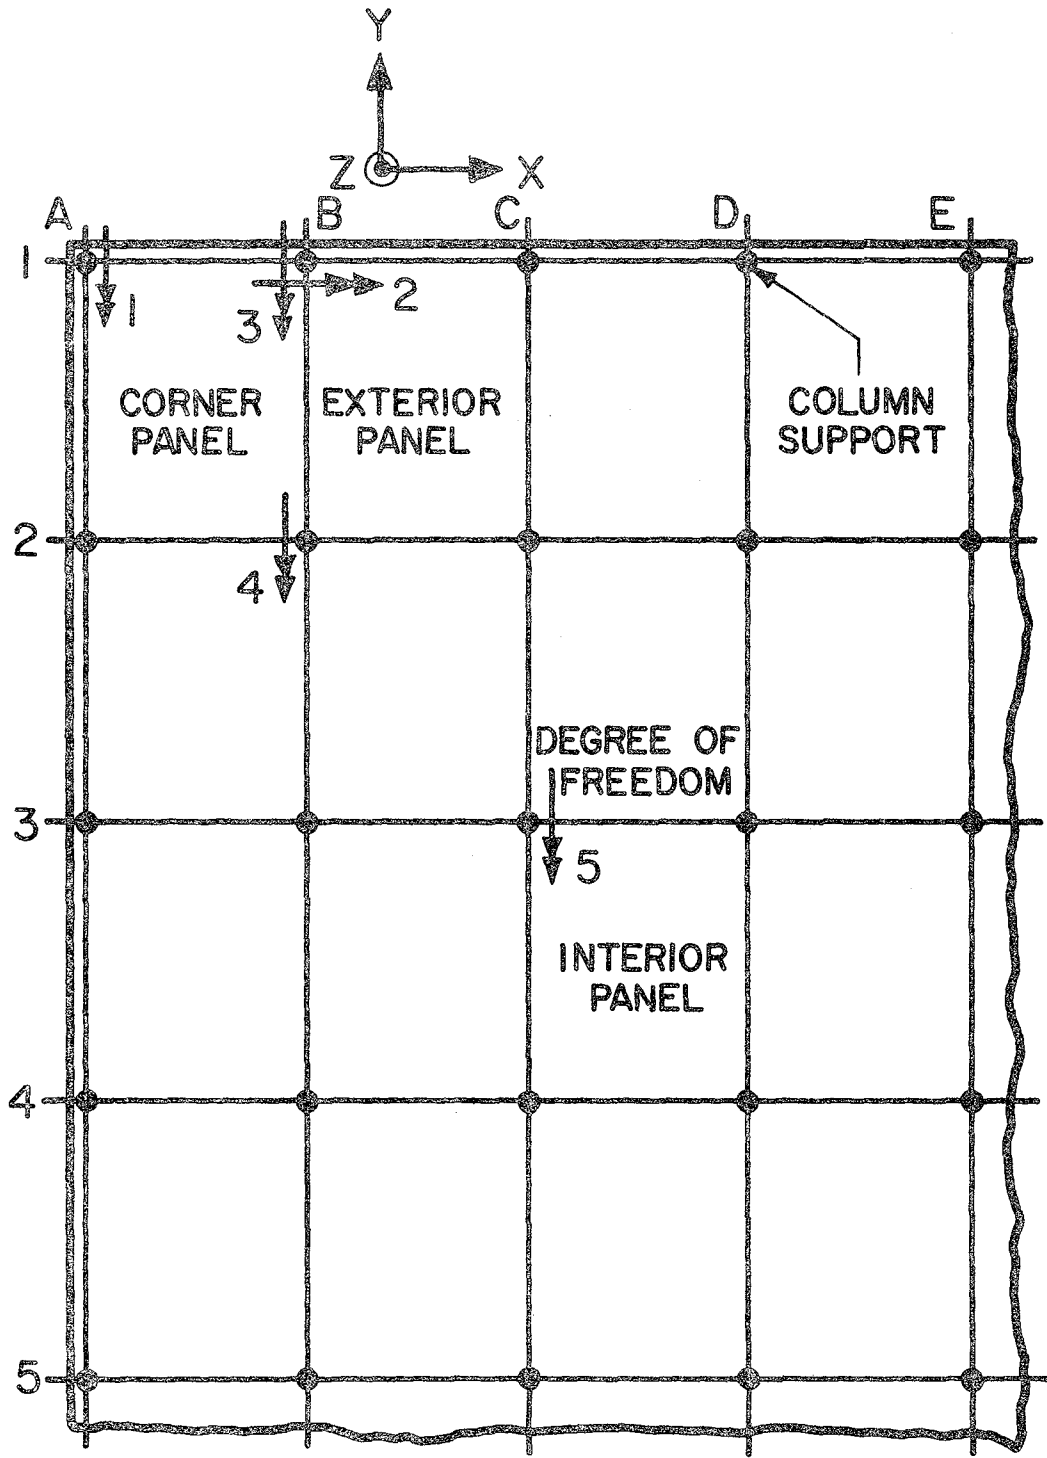 Y
Z X
A B C D E
1
1
3 2
CORNER
PANEL
EXTERIOR
PANEL
COLUMN
SUPPORT
2
4
DEGREE OF
FREEDOM
3
5
INTERIOR
PANEL
4
5